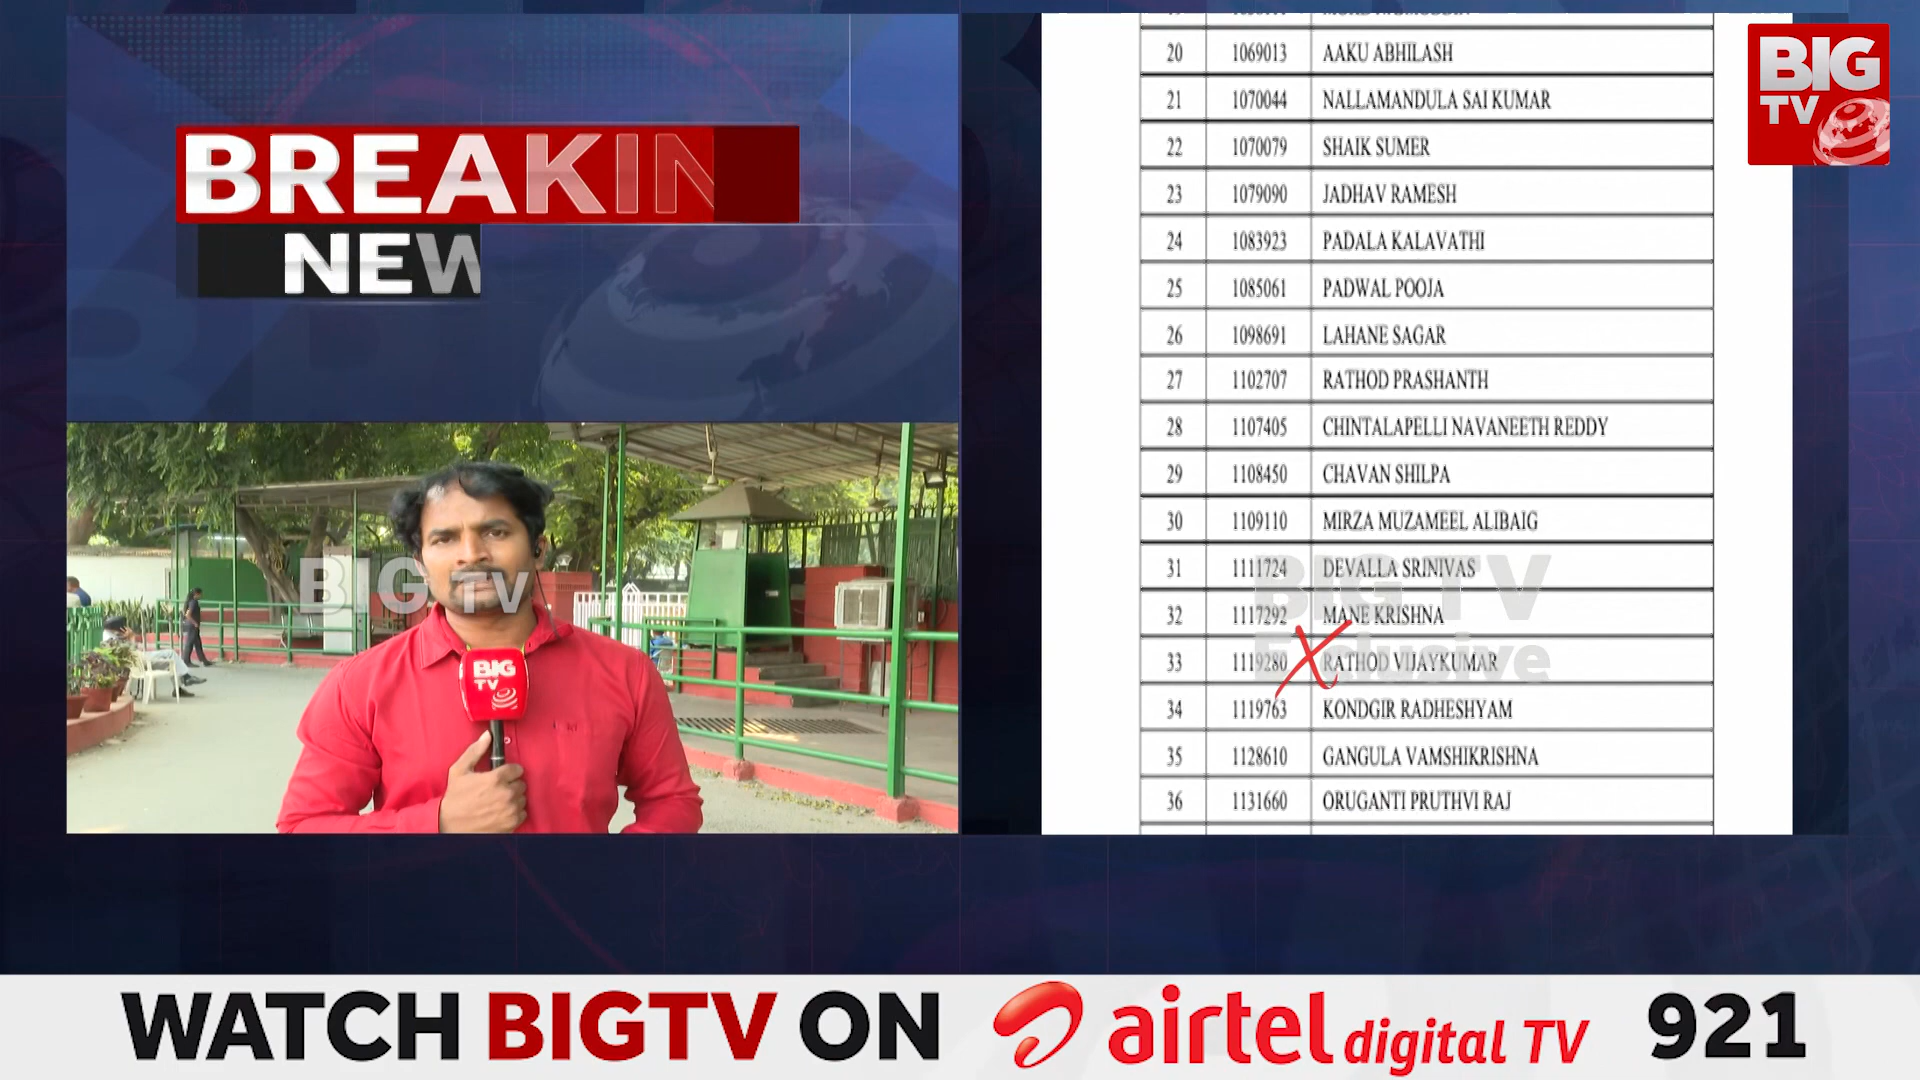 BREAKIN
NEW
BIG TV
BIG
TV
20 1069013 AAKU ABHILASH
21 1070044 NALLAMANDULA SAI KUMAR
22 1070079 SHAIK SUMER
23 1079090 JADHAV RAMESH
24 1083923 PADALA KALAVATHI
25 1085061 PADWAL POOJA
26 1098691 LAHANE SAGAR
27 1102707 RATHOD PRASHANTH
28 1107405 CHINTALAPELLI NAVANEETH REDDY
29 1108450 CHAVAN SHILPA
30 1109110 MIRZA MUZAMEEL ALIBAIG
31 1111724 DEVALLA SRINIVAS
32 1117292 MANE KRISHNA
33 1119280 RATHOD VIJAYKUMAR
34 1119763 KONDGIR RADHESHYAM
35 1128610 GANGULA VAMSHIKRISHNA
36 1131660 ORUGANTI PRUTHVI RAJ
BIG TV
Exclusive
BIG
TV
WATCH BIGTV ON airtel digital TV 921